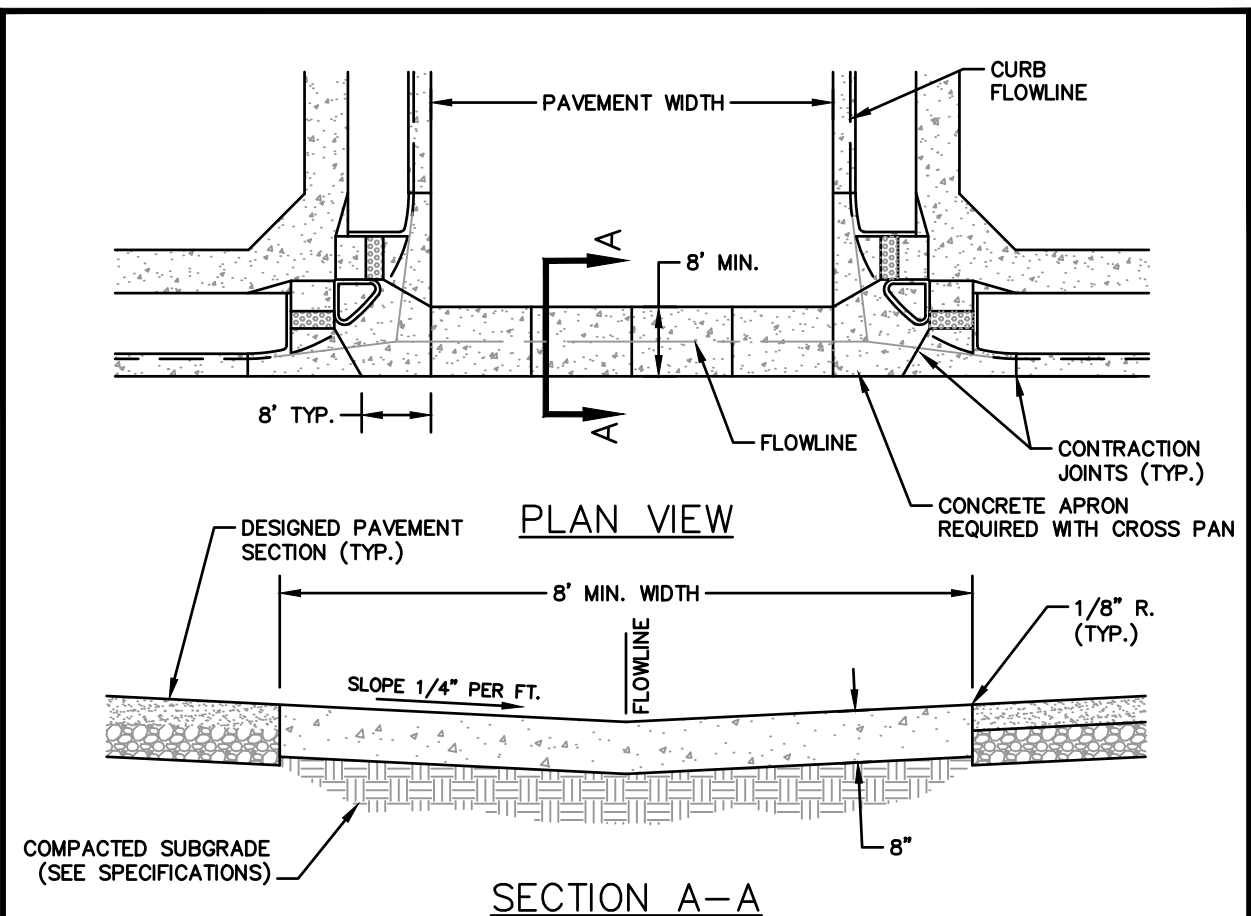 CURB
FLOWLINE
PAVEMENT WIDTH
A
8' MIN.
8' TYP.
A
FLOWLINE
CONTRACTION
JOINTS (TYP.)
CONCRETE APRON
REQUIRED WITH CROSS PAN
PLAN VIEW
DESIGNED PAVEMENT
SECTION (TYP.)
8' MIN. WIDTH
1/8" R.
(TYP.)
FLOWLINE
SLOPE 1/4" PER FT.
COMPACTED SUBGRADE
(SEE SPECIFICATIONS)
8"
SECTION A-A